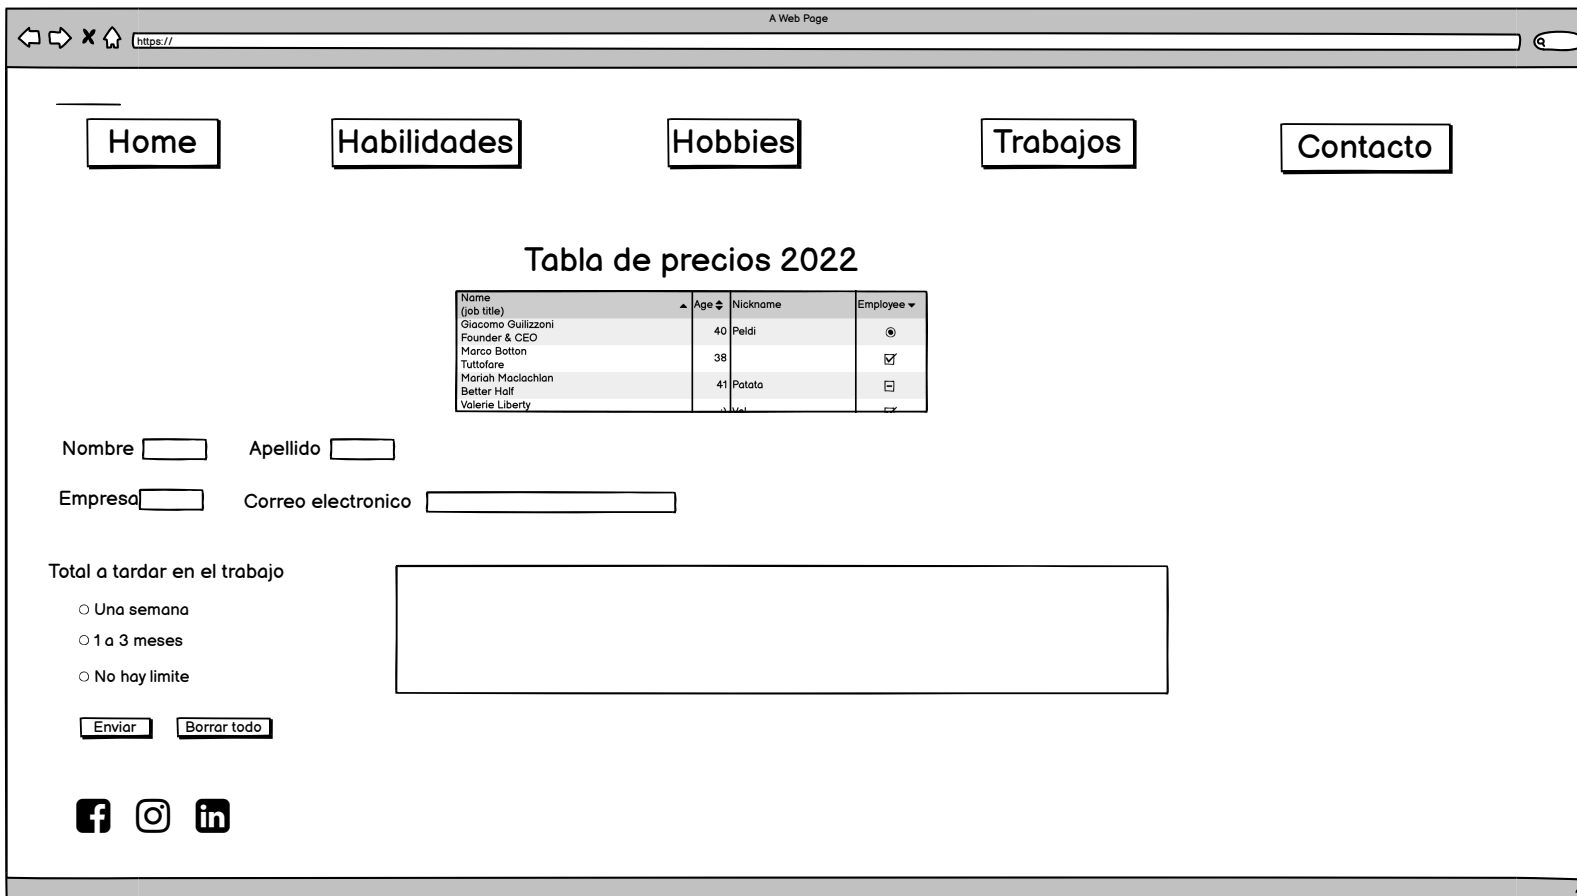 A Web Page
https://
Home Habilidades Hobbies Trabajos Contacto
Tabla de precios 2022
Name
(job title) Age Nickname Employee
Giacomo Guilizzoni
Founder & CEO 40 Peldi
Marco Botton
Tuttofare 38
Mariah Maclachlan
Better Half 41 Patata
Valerie Liberty :) Val
Nombre Apellido
Empresa Correo electronico
Total a tardar en el trabajo
Una semana
1 a 3 meses
No hay limite
Enviar Borrar todo
f in